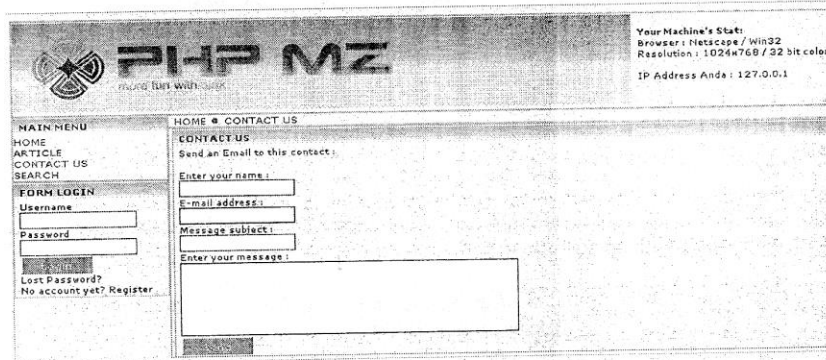 PHP MZ
more fun with
Your Machine's Stat:
Browser : Netscape / Win32
Resolution : 1024x768 / 32 bit color
IP Address Anda : 127.0.0.1
MAIN MENU
HOME
ARTICLE
CONTACT US
SEARCH
FORM LOGIN
Username
Password
Lost Password?
No account yet? Register
HOME @ CONTACT US
CONTACT US
Send an Email to this contact :
Enter your name :
E-mail address :
Message subject :
Enter your message :